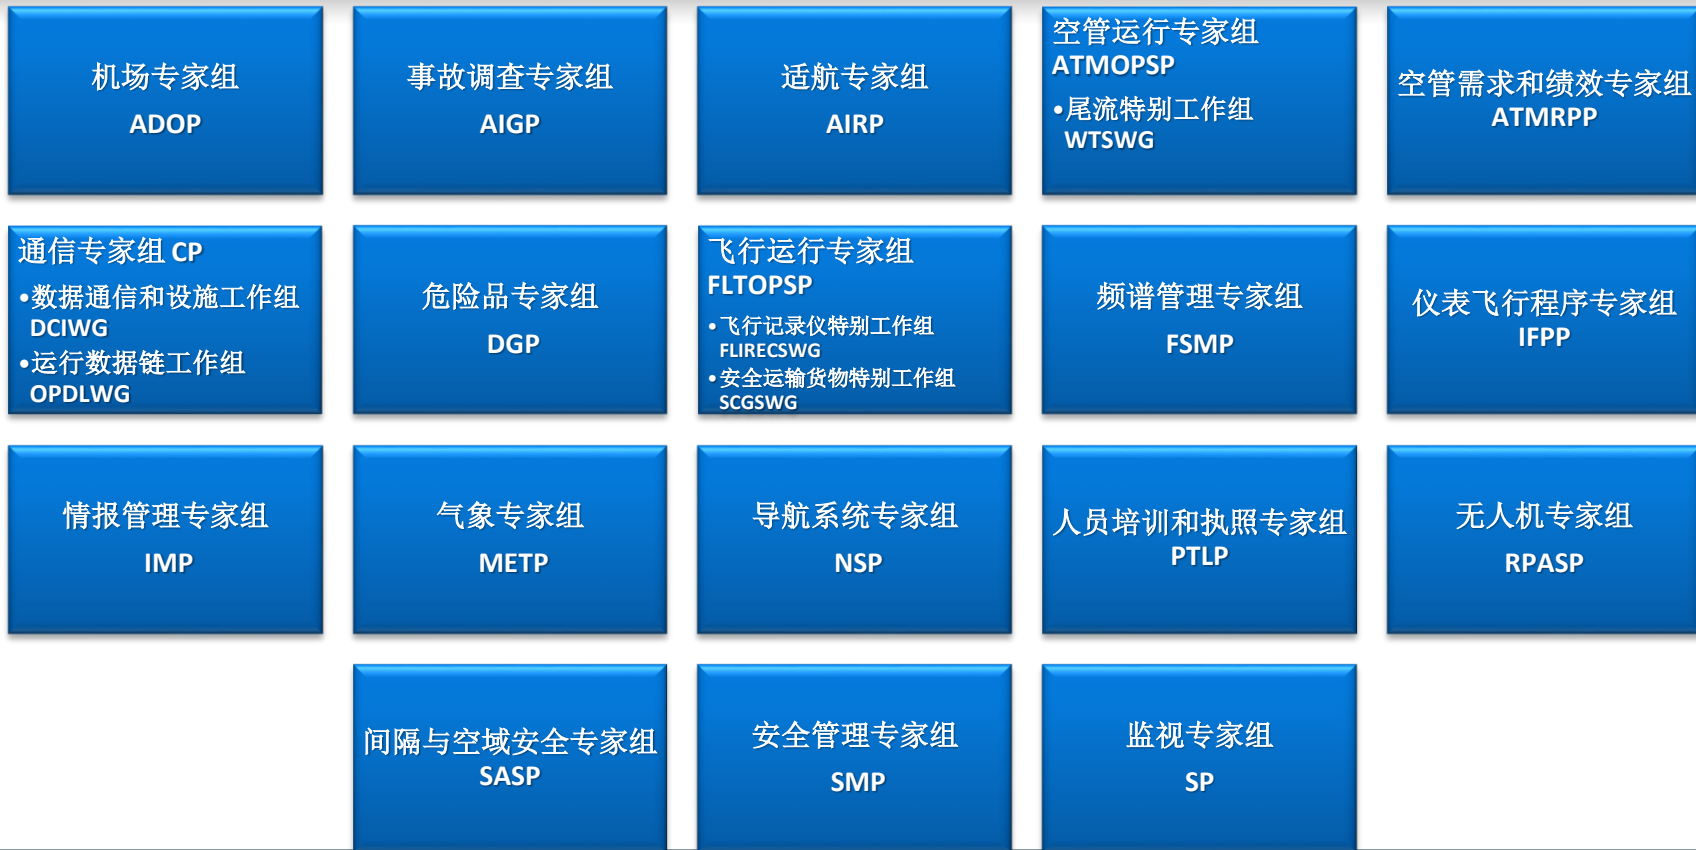 机场专家组
ADOP
事故调查专家组
AIGP
适航专家组
AIRP
空管运行专家组
ATMOPSP
•尾流特别工作组
WTSWG
空管需求和绩效专家组
ATMRPP
通信专家组 CP
•数据通信和设施工作组
DCIWG
•运行数据链工作组
OPDLWG
危险品专家组
DGP
飞行运行专家组
FLTOPSP
•飞行记录仪特别工作组
FLIRECSWG
•安全运输货物特别工作组
SCGSWG
频谱管理专家组
FSMP
仪表飞行程序专家组
IFPP
情报管理专家组
IMP
气象专家组
METP
导航系统专家组
NSP
人员培训和执照专家组
PTLP
无人机专家组
RPASP
间隔与空域安全专家组
SASP
安全管理专家组
SMP
监视专家组
SP